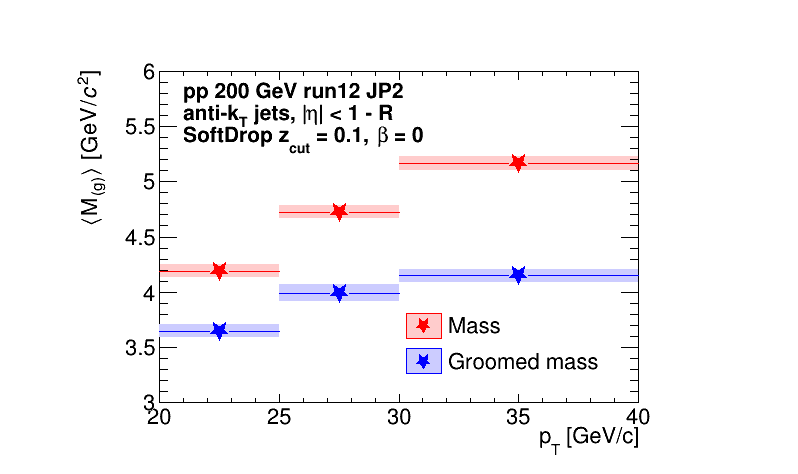 pp 200 GeV run12 JP2
anti-k_T jets, |η| < 1 - R
SoftDrop z_cut = 0.1, β = 0
⟨M_(g)⟩ [GeV/c²]
6
5.5
5
4.5
4
3.5
3
Mass
Groomed mass
20 25 30 35 40
p_T [GeV/c]